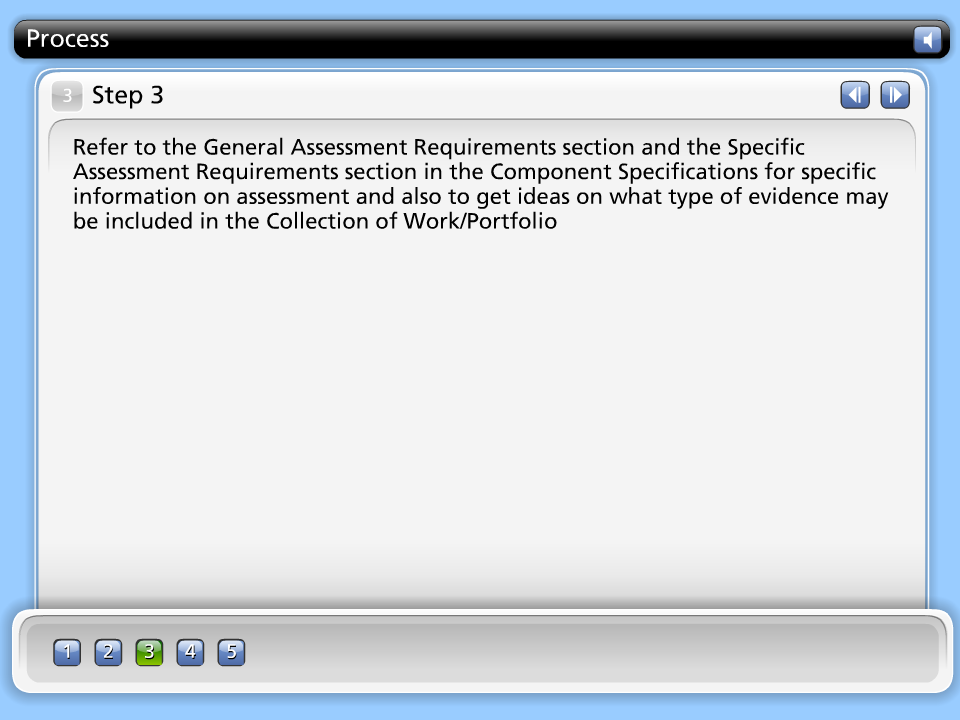 Process
3 Step 3
Refer to the General Assessment Requirements section and the Specific
Assessment Requirements section in the Component Specifications for specific
information on assessment and also to get ideas on what type of evidence may
be included in the Collection of Work/Portfolio
1 2 3 4 5